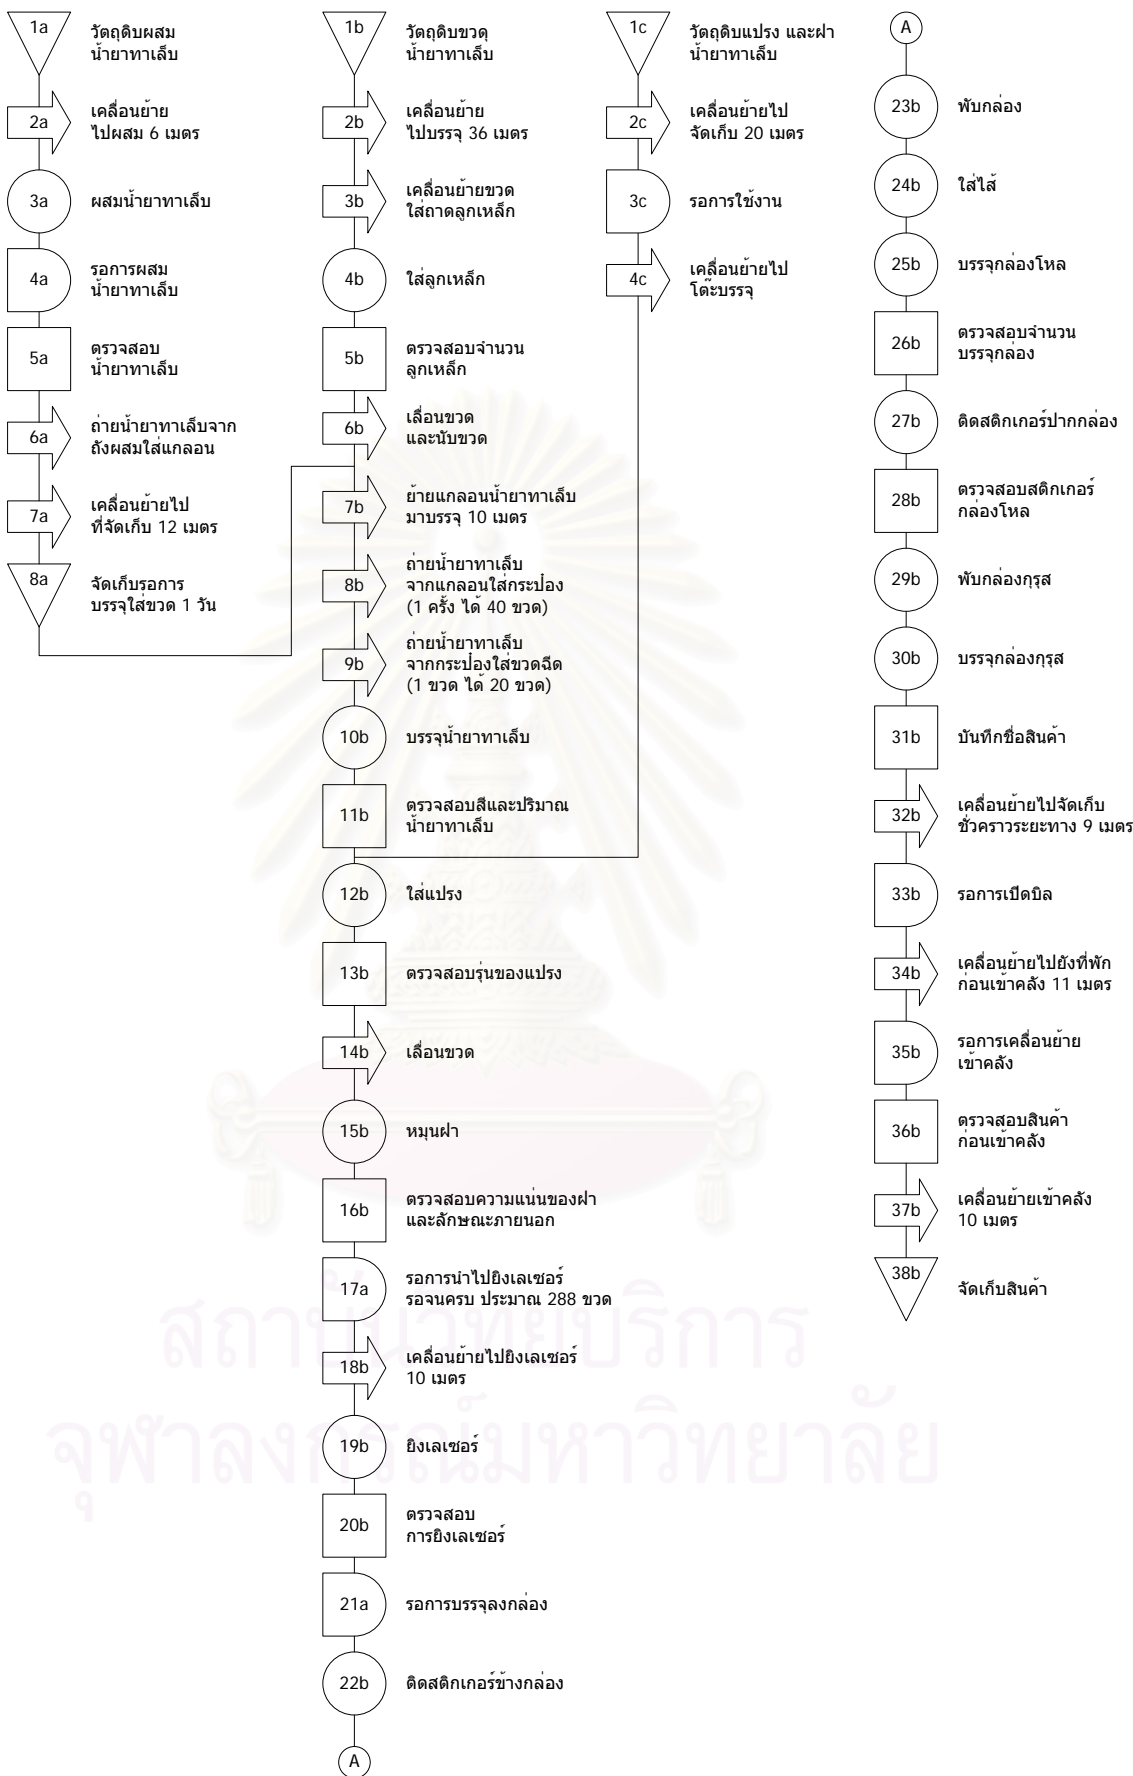 1a
วัตถุดิบผสม
น้ำยาทาเล็บ
2a
เคลื่อนย้าย
ไปผสม 6 เมตร
3a
ผสมน้ำยาทาเล็บ
4a
รอการผสม
น้ำยาทาเล็บ
5a
ตรวจสอบ
น้ำยาทาเล็บ
6a
ถ่ายน้ำยาทาเล็บจาก
ถังผสมใส่แกลอน
7a
เคลื่อนย้ายไป
ที่จัดเก็บ 12 เมตร
8a
จัดเก็บรอการ
บรรจุใส่ขวด 1 วัน
1b
วัตถุดิบขวดุ
น้ำยาทาเล็บ
2b
เคลื่อนย้าย
ไปบรรจุ 36 เมตร
3b
เคลื่อนย้ายขวด
ใส่ถาดลูกเหล็ก
4b
ใส่ลูกเหล็ก
5b
ตรวจสอบจำนวน
ลูกเหล็ก
6b
เลื่อนขวด
และนับขวด
7b
ย้ายแกลอนน้ำยาทาเล็บ
มาบรรจุ 10 เมตร
8b
ถ่ายน้ำยาทาเล็บ
จากแกลอนใส่กระป๋อง
(1 ครั้ง ได้ 40 ขวด)
9b
ถ่ายน้ำยาทาเล็บ
จากกระป๋องใส่ขวดฉีด
(1 ขวด ได้ 20 ขวด)
10b
บรรจุน้ำยาทาเล็บ
11b
ตรวจสอบสีและปริมาณ
น้ำยาทาเล็บ
12b
ใส่แปรง
13b
ตรวจสอบรุ่นของแปรง
14b
เลื่อนขวด
15b
หมุนฝา
16b
ตรวจสอบความแน่นของฝา
และลักษณะภายนอก
17a
รอการนำไปยิงเลเซอร์
รอจนครบ ประมาณ 288 ขวด
18b
เคลื่อนย้ายไปยิงเลเซอร์
10 เมตร
19b
ยิงเลเซอร์
20b
ตรวจสอบ
การยิงเลเซอร์
21a
รอการบรรจุลงกล่อง
22b
ติดสติกเกอร์ข้างกล่อง
A
1c
วัตถุดิบแปรง และฝา
น้ำยาทาเล็บ
2c
เคลื่อนย้ายไป
จัดเก็บ 20 เมตร
3c
รอการใช้งาน
4c
เคลื่อนย้ายไป
โต๊ะบรรจุ
A
23b
พับกล่อง
24b
ใส่ไส้
25b
บรรจุกล่องโหล
26b
ตรวจสอบจำนวน
บรรจุกล่อง
27b
ติดสติกเกอร์ปากกล่อง
28b
ตรวจสอบสติกเกอร์
กล่องโหล
29b
พับกล่องกุรุส
30b
บรรจุกล่องกุรุส
31b
บันทึกชื่อสินค้า
32b
เคลื่อนย้ายไปจัดเก็บ
ชั่วคราวระยะทาง 9 เมตร
33b
รอการเปิดบิล
34b
เคลื่อนย้ายไปยังที่พัก
ก่อนเข้าคลัง 11 เมตร
35b
รอการเคลื่อนย้าย
เข้าคลัง
36b
ตรวจสอบสินค้า
ก่อนเข้าคลัง
37b
เคลื่อนย้ายเข้าคลัง
10 เมตร
38b
จัดเก็บสินค้า
สถาบันวิทยบริการ
จุฬาลงกรณ์มหาวิทยาลัย